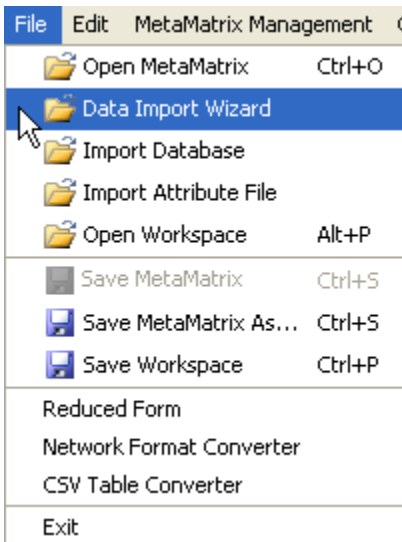 File Edit MetaMatrix Management
Open MetaMatrix Ctrl+O
Data Import Wizard
Import Database
Import Attribute File
Open Workspace Alt+P
Save MetaMatrix Ctrl+S
Save MetaMatrix As... Ctrl+S
Save Workspace Ctrl+P
Reduced Form
Network Format Converter
CSV Table Converter
Exit